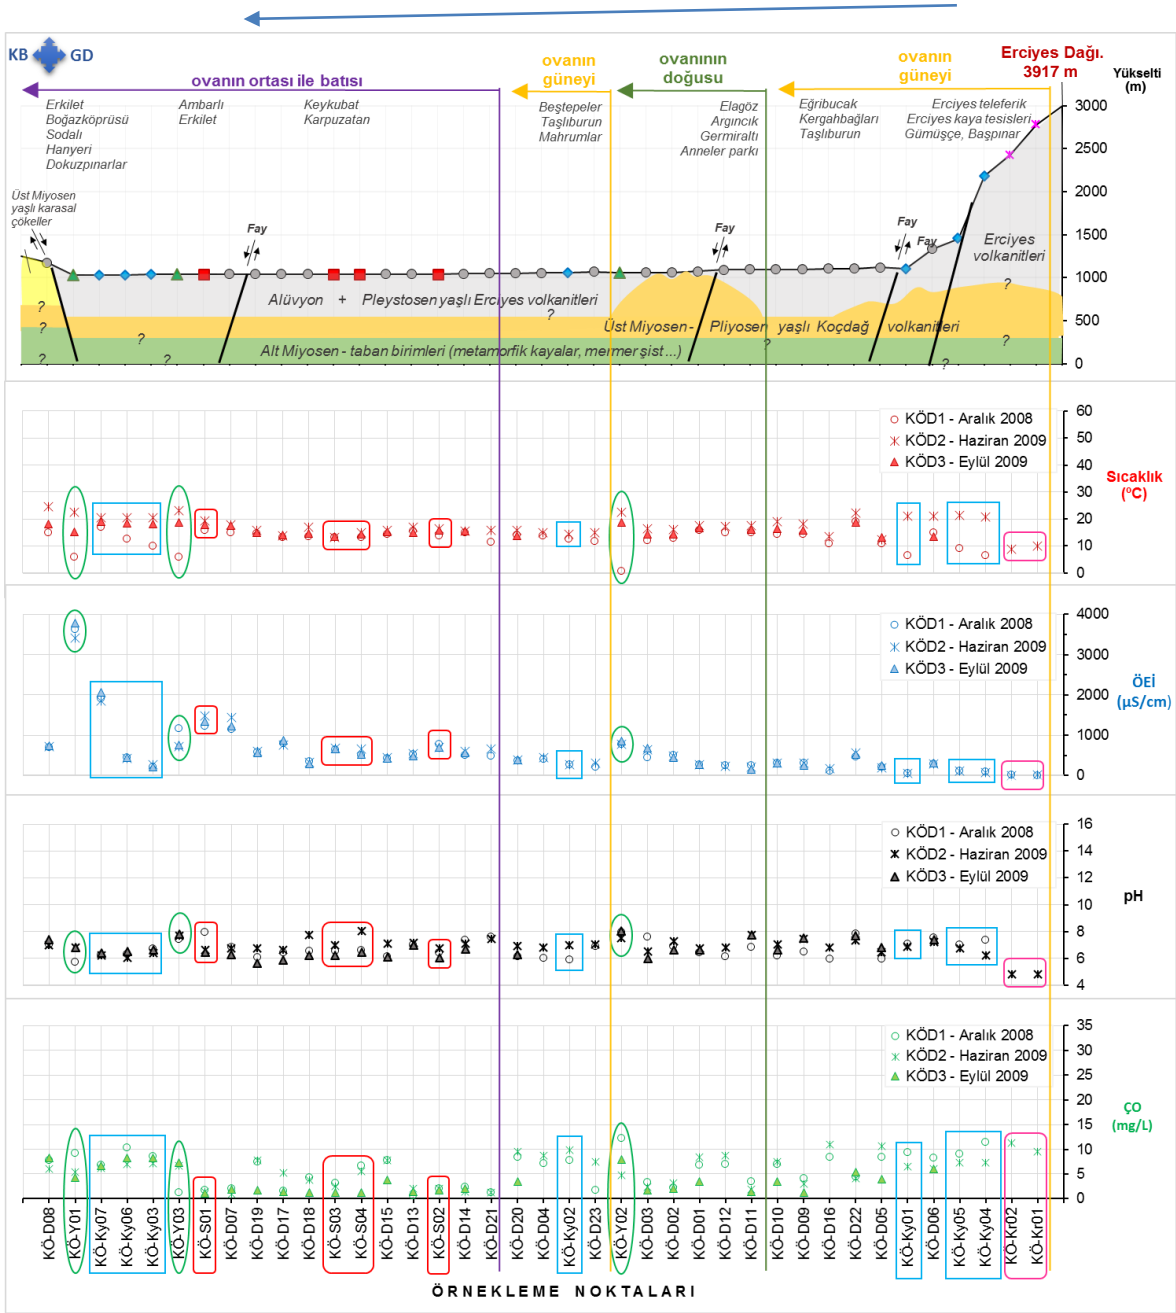 KB GD
ovanın ortası ile batısı
ovanın
güneyi
ovanının
doğusu
ovanın
güneyi
Erciyes Dağı.
3917 m
Yükselti
(m)
Erkilet
Boğazköprüsü
Sodalı
Hanyeri
Dokuzpınarlar
Ambarlı
Erkilet
Keykubat
Karpuzatan
Beştepeler
Taşlıburun
Mahrumlar
Elagöz
Argıncık
Germiraltı
Anneler parkı
Eğribucak
Kergahbağları
Taşlıburun
Erciyes teleferik
Erciyes kaya tesisleri
Gümüşçe, Başpınar
3000
2500
2000
1500
1000
500
0
Üst Miyosen
yaşlı karasal
çökeller
Fay
Fay
Fay
Fay
Erciyes
volkanitleri
Alüvyon + Pleystosen yaşlı Erciyes volkanitleri
Üst Miyosen- Pliyosen yaşlı Koçdağ volkanitleri
Alt Miyosen - taban birimleri (metamorfik kayalar, mermer şist ...)
?
?
?
?
?
?
?
?
?
?
KÖD1 - Aralık 2008
KÖD2 - Haziran 2009
KÖD3 - Eylül 2009
60
50
40
30
20
10
0
Sıcaklık
(ºC)
KÖD1 - Aralık 2008
KÖD2 - Haziran 2009
KÖD3 - Eylül 2009
4000
3000
2000
1000
0
ÖEİ
(µS/cm)
KÖD1 - Aralık 2008
KÖD2 - Haziran 2009
KÖD3 - Eylül 2009
16
14
12
10
8
6
4
pH
KÖD1 - Aralık 2008
KÖD2 - Haziran 2009
KÖD3 - Eylül 2009
35
30
25
20
15
10
5
0
ÇO
(mg/L)
KÖ-D08
KÖ-Y01
KÖ-Ky07
KÖ-Ky06
KÖ-Ky03
KÖ-Y03
KÖ-S01
KÖ-D07
KÖ-D19
KÖ-D17
KÖ-D18
KÖ-S03
KÖ-S04
KÖ-D15
KÖ-D13
KÖ-S02
KÖ-D14
KÖ-D21
KÖ-D20
KÖ-D04
KÖ-Ky02
KÖ-D23
KÖ-Y02
KÖ-D03
KÖ-D02
KÖ-D01
KÖ-D12
KÖ-D11
KÖ-D10
KÖ-D09
KÖ-D16
KÖ-D22
KÖ-D05
KÖ-Ky01
KÖ-D06
KÖ-Ky05
KÖ-Ky04
KÖ-Kr02
KÖ-Kr01
ÖRNEKLEME NOKTALARI